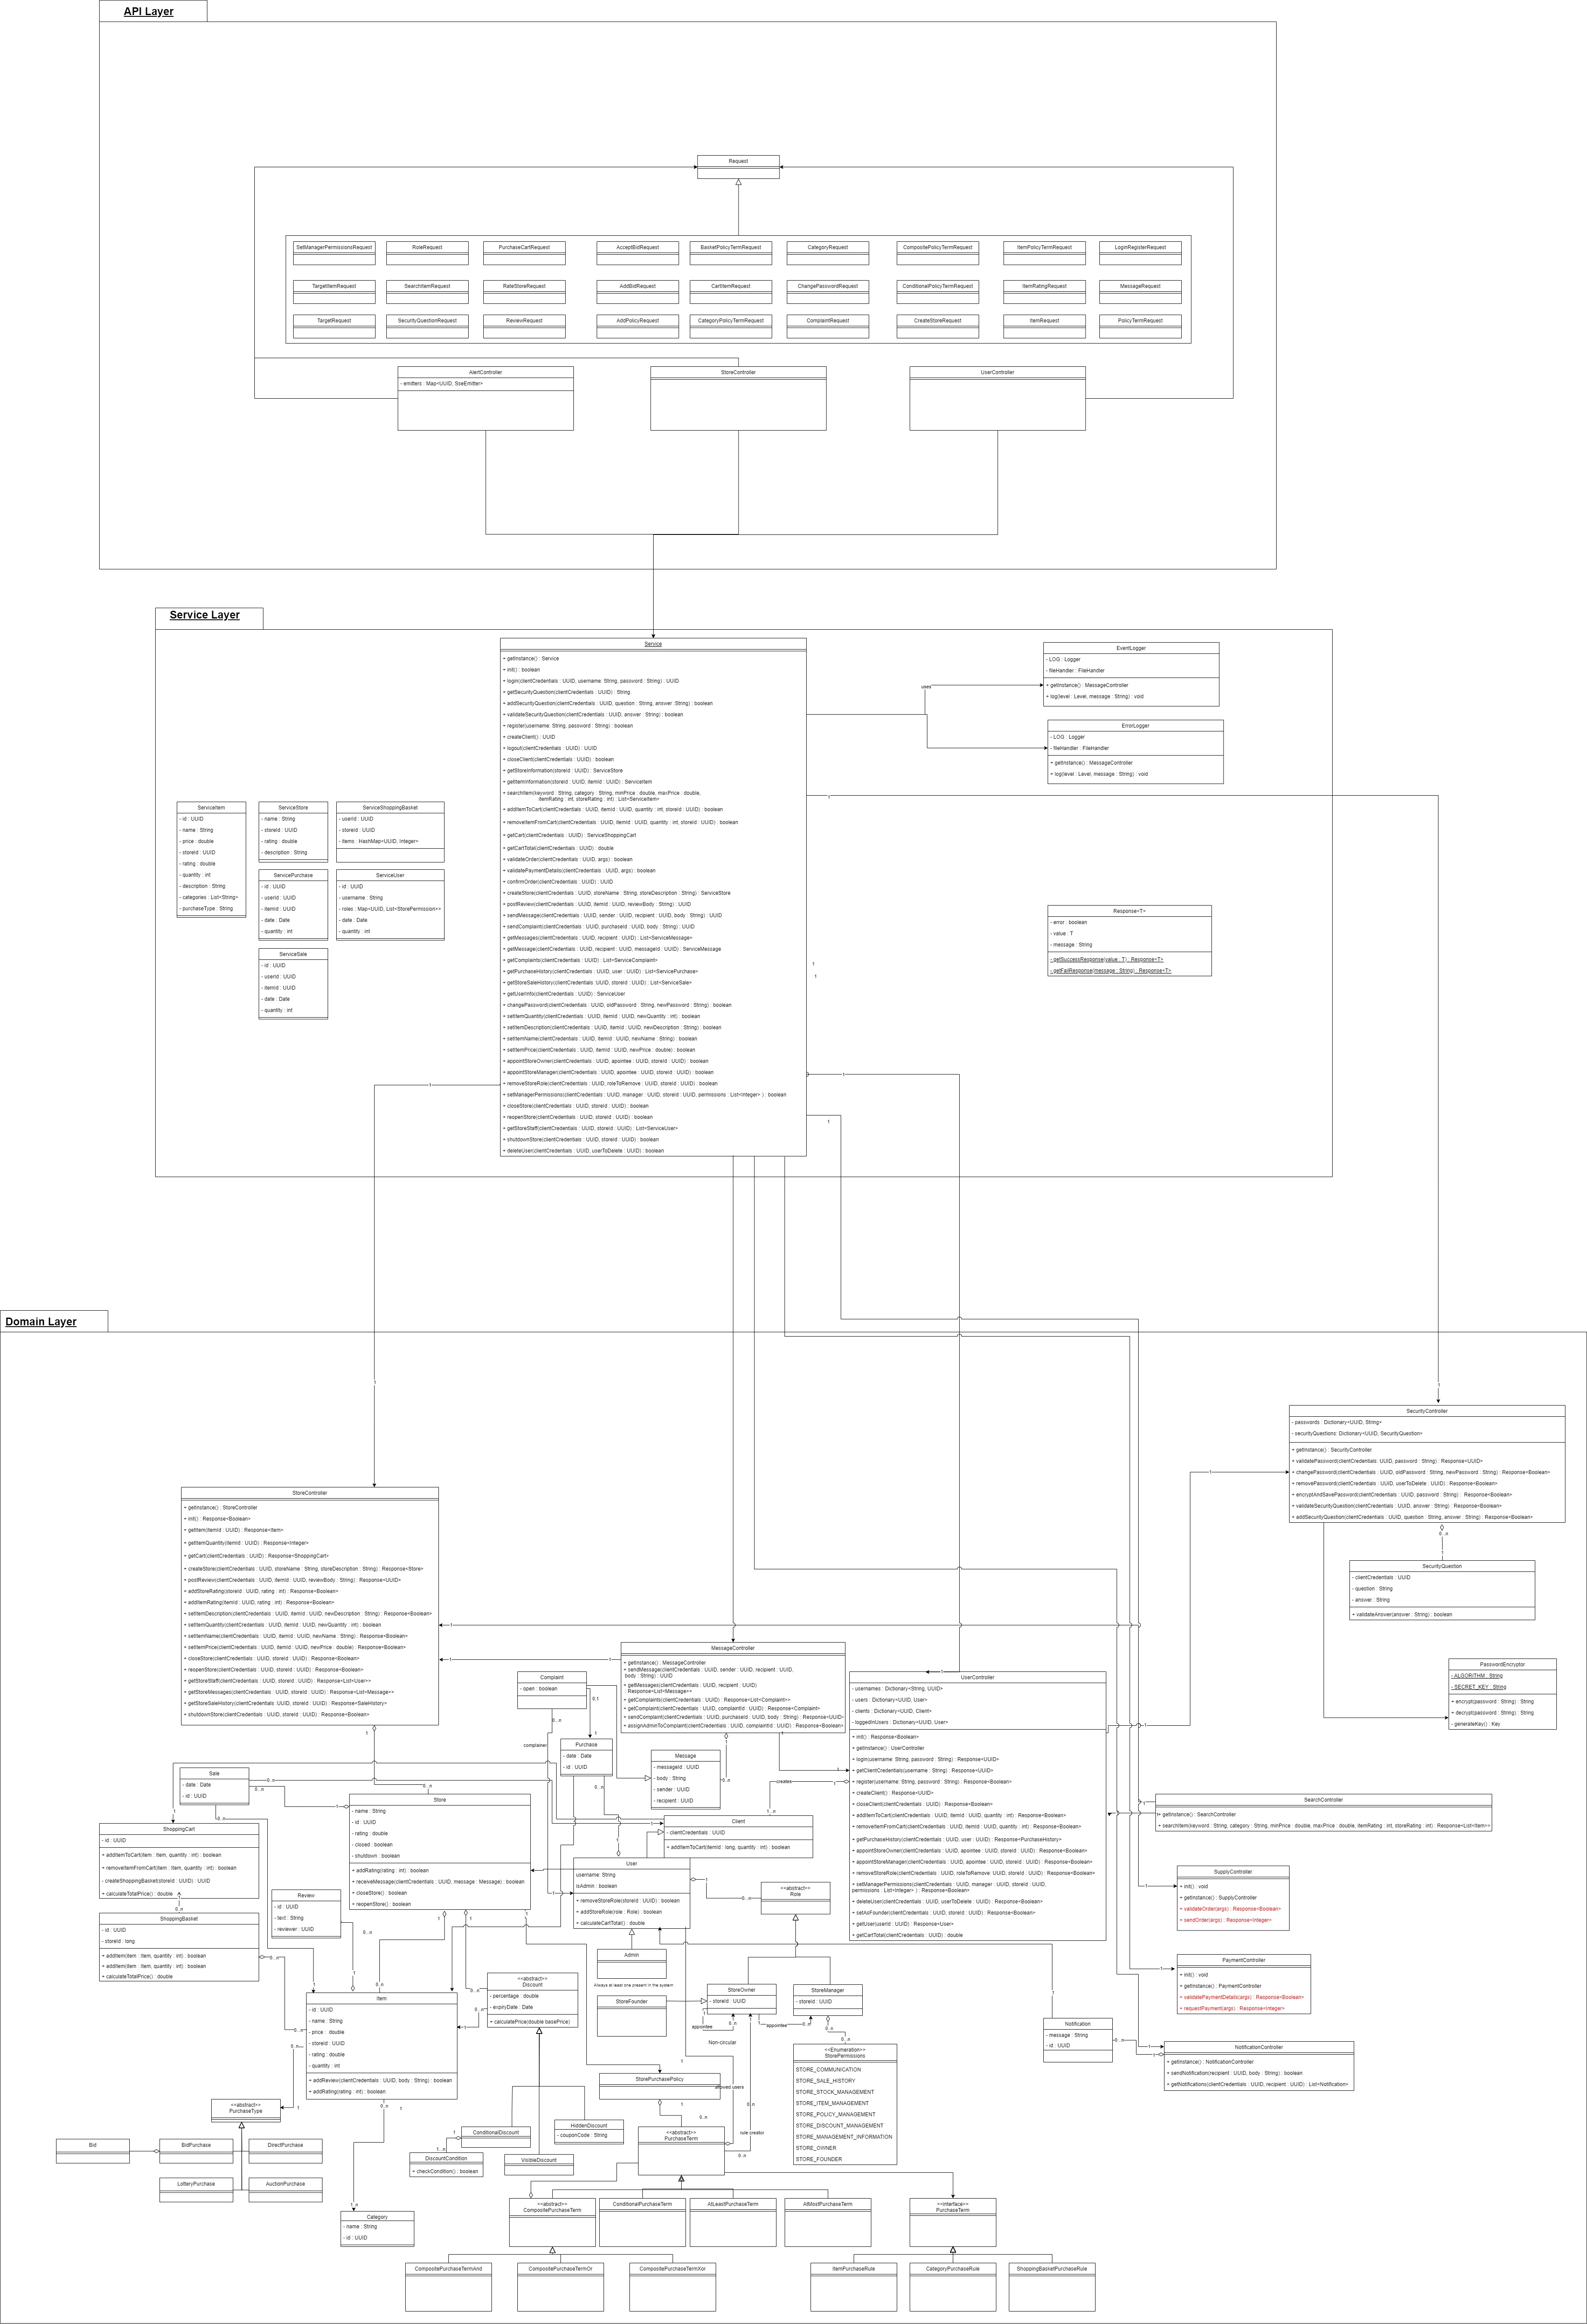 API Layer
Request
SetManagerPermissionsRequest
RoleRequest
PurchaseCartRequest
AcceptBidRequest
BasketPolicyTermRequest
CategoryRequest
CompositePolicyTermRequest
ItemPolicyTermRequest
LoginRegisterRequest
TargetItemRequest
SearchItemRequest
RateStoreRequest
AddBidRequest
CartItemRequest
ChangePasswordRequest
ConditionalPolicyTermRequest
ItemRatingRequest
MessageRequest
TargetRequest
SecurityQuestionRequest
ReviewRequest
AddPolicyRequest
CategoryPolicyTermRequest
ComplaintRequest
CreateStoreRequest
ItemRequest
PolicyTermRequest
AlertController
- emitters : Map<UUID, SseEmitter>
StoreController
UserController
Service Layer
Service
+ getInstance() : Service
+ init() : boolean
+ login(clientCredentials : UUID, username: String, password : String) : UUID
+ getSecurityQuestion(clientCredentials : UUID) : String
+ addSecurityQuestion(clientCredentials : UUID, question : String, answer :String) : boolean
+ validateSecurityQuestion(clientCredentials : UUID, answer : String) : boolean
+ register(username: String, password : String) : boolean
+ createClient() : UUID
+ logout(clientCredentials : UUID) : UUID
+ closeClient(clientCredentials : UUID) : boolean
+ getStoreInformation(storeId : UUID) : ServiceStore
+ getItemInformation(storeId : UUID, itemId : UUID) : ServiceItem
+ searchItem(keyword : String, category : String, minPrice : double, maxPrice : double,
itemRating : int, storeRating : int) : List<ServiceItem>
+ addItemToCart(clientCredentials : UUID, itemId : UUID, quantity : int, storeId : UUID) : boolean
+ removeItemFromCart(clientCredentials : UUID, itemId : UUID, quantity : int, storeId : UUID) : boolean
+ getCart(clientCredentials : UUID) : ServiceShoppingCart
+ getCartTotal(clientCredentials : UUID) : double
+ validateOrder(clientCredentials : UUID, args) : boolean
+ validatePaymentDetails(clientCredentials : UUID, args) : boolean
+ confirmOrder(clientCredentials : UUID) : UUID
+ createStore(clientCredentials : UUID, storeName : String, storeDescription : String) : ServiceStore
+ postReview(clientCredentials : UUID, itemId : UUID, reviewBody : String) : UUID
+ sendMessage(clientCredentials : UUID, sender : UUID, recipient : UUID, body : String) : UUID
+ sendComplaint(clientCredentials : UUID, purchaseId : UUID, body : String) : UUID
+ getMessages(clientCredentials : UUID, recipient : UUID) : List<ServiceMessage>
+ getMessage(clientCredentials : UUID, recipient : UUID, messageId : UUID) : ServiceMessage
+ getComplaints(clientCredentials : UUID) : List<ServiceComplaint>
+ getPurchaseHistory(clientCredentials : UUID, user : UUID) : List<ServicePurchase>
+ getStoreSaleHistory(clientCredentials : UUID, storeId : UUID) : List<ServiceSale>
+ getUserInfo(clientCredentials : UUID) : ServiceUser
+ changePassword(clientCredentials : UUID, oldPassword : String, newPassword : String) : boolean
+ setItemQuantity(clientCredentials : UUID, itemId : UUID, newQuantity : int) : boolean
+ setItemDescription(clientCredentials : UUID, itemId : UUID, newDescription : String) : boolean
+ setItemName(clientCredentials : UUID, itemId : UUID, newName : String) : boolean
+ setItemPrice(clientCredentials : UUID, itemId : UUID, newPrice : double) : boolean
+ appointStoreOwner(clientCredentials : UUID, apointee : UUID, storeId : UUID) : boolean
+ appointStoreManager(clientCredentials : UUID, apointee : UUID, storeId : UUID) : boolean
+ removeStoreRole(clientCredentials : UUID, roleToRemove : UUID, storeId : UUID) : boolean
+ setManagerPermissions(clientCredentials : UUID, manager : UUID, storeId : UUID, permissions : List<Integer> ) : boolean
+ closeStore(clientCredentials : UUID, storeId : UUID) : boolean
+ reopenStore(clientCredentials : UUID, storeId : UUID) : boolean
+ getStoreStaff(clientCredentials : UUID, storeId : UUID) : List<ServiceUser>
+ shutdownStore(clientCredentials : UUID, storeId : UUID) : boolean
+ deleteUser(clientCredentials : UUID, userToDelete : UUID) : boolean
uses
EventLogger
- LOG : Logger
- fileHandler : FileHandler
+ getInstance() : MessageController
+ log(level : Level, message : String) : void
ErrorLogger
- LOG : Logger
- fileHandler : FileHandler
+ getInstance() : MessageController
+ log(level : Level, message : String) : void
ServiceItem
- id : UUID
- name : String
- price : double
- storeId : UUID
- rating : double
- quantity : int
- description : String
- categories : List<String>
- purchaseType : String
ServiceStore
- name : String
- storeId : UUID
- rating : double
- description : String
ServiceShoppingBasket
- userId : UUID
- storeId : UUID
- items : HashMap<UUID, Integer>
ServicePurchase
- id : UUID
- userId : UUID
- itemId : UUID
- date : Date
- quantity : int
ServiceUser
- id : UUID
- username : String
- roles : Map<UUID, List<StorePermission>>
- date : Date
- quantity : int
ServiceSale
- id : UUID
- userId : UUID
- itemId : UUID
- date : Date
- quantity : int
Response<T>
- error : boolean
- value : T
- message : String
- getSuccessResponse(value : T) : Response<T>
- getFailResponse(message : String) : Response<T>
1
1
1
1
1
1
Domain Layer
1
1
SecurityController
- passwords : Dictionary<UUID, String>
- securityQuestions: Dictionary<UUID, SecurityQuestion>
+ getInstance() : SecurityController
+ validatePassword(clientCredentials: UUID, password : String) : Response<UUID>
+ changePassword(clientCredentials : UUID, oldPassword : String, newPassword : String) : Response<Boolean>
+ removePassword(clientCredentials : UUID, userToDelete : UUID) : Response<Boolean>
+ encryptAndSavePassword(clientCredentials : UUID, password : String) : Response<Boolean>
+ validateSecurityQuestion(clientCredentials : UUID, answer : String) : Response<Boolean>
+ addSecurityQuestion(clientCredentials : UUID, question : String, answer : String) : Response<Boolean>
0...n
1
SecurityQuestion
- clientCredentials : UUID
- question : String
- answer : String
+ validateAnswer(answer : String) : boolean
PasswordEncryptor
- ALGORITHM : String
- SECRET_KEY : String
+ encrypt(password : String) : String
+ decrypt(password : String) : String
- generateKey() : Key
StoreController
+ getInstance() : StoreController
+ init() : Response<Boolean>
+ getItem(itemId : UUID) : Response<Item>
+ getItemQuantity(itemId : UUID) : Response<Integer>
+ getCart(clientCredentials : UUID) : Response<ShoppingCart>
+ createStore(clientCredentials : UUID, storeName : String, storeDescription : String) : Response<Store>
+ postReview(clientCredentials : UUID, itemId : UUID, reviewBody : String) : Response<UUID>
+ addStoreRating(storeId : UUID, rating : int) : Response<Boolean>
+ addItemRating(itemId : UUID, rating : int) : Response<Boolean>
+ setItemDescription(clientCredentials : UUID, itemId : UUID, newDescription : String) : Response<Boolean>
+ setItemQuantity(clientCredentials : UUID, itemId : UUID, newQuantity : int) : boolean
+ setItemName(clientCredentials : UUID, itemId : UUID, newName : String) : Response<Boolean>
+ setItemPrice(clientCredentials : UUID, itemId : UUID, newPrice : double) : Response<Boolean>
+ closeStore(clientCredentials : UUID, storeId : UUID) : Response<Boolean>
+ reopenStore(clientCredentials : UUID, storeId : UUID) : Response<Boolean>
+ getStoreStaff(clientCredentials : UUID, storeId : UUID) : Response<List<User>>
+ getStoreMessages(clientCredentials : UUID, storeId : UUID) : Response<List<Message>>
+ getStoreSaleHistory(clientCredentials :UUID, storeId : UUID) : Response<SaleHistory>
+ shutdownStore(clientCredentials : UUID, storeId : UUID) : Response<Boolean>
MessageController
+ getInstance() : MessageController
+ sendMessage(clientCredentials : UUID, sender : UUID, recipient : UUID,
body : String) : UUID
+ getMessages(clientCredentials : UUID, recipient : UUID) :
Response<List<Message>>
+ getComplaints(clientCredentials : UUID) : Response<List<Complaint>>
+ getComplaint(clientCredentials : UUID, complaintId : UUID) : Response<Complaint>
+ sendComplaint(clientCredentials : UUID, purchaseId : UUID, body : String) : Response<UUID>
+ assignAdminToComplaint(clientCredentials : UUID, complaintId : UUID) : Response<Boolean>
UserController
- usernames : Dictionary<String, UUID>
- users : Dictionary<UUID, User>
- clients : Dictionary<UUID, Client>
- loggedInUsers : Dictionary<UUID, User>
+ init() : Response<Boolean>
+ getInstance() : UserController
+ login(username: String, password : String) : Response<UUID>
+ getClientCredentials(username : String) : Response<UUID>
+ register(username: String, password : String) : Response<Boolean>
+ createClient() : Response<UUID>
+ closeClient(clientCredentials : UUID) : Response<Boolean>
+ addItemToCart(clientCredentials : UUID, itemId : UUID, quantity : int) : Response<Boolean>
+ removeItemFromCart(clientCredentials : UUID, itemId : UUID, quantity : int) : Response<Boolean>
+ getPurchaseHistory(clientCredentials : UUID, user : UUID) : Response<PurchaseHistory>
+ appointStoreOwner(clientCredentials : UUID, appointee : UUID, storeId : UUID) : Response<Boolean>
+ appointStoreManager(clientCredentials : UUID, apointee : UUID, storeId : UUID) : Response<Boolean>
+ removeStoreRole(clientCredentials : UUID, roleToRemove: UUID, storeId : UUID) : Response<Boolean>
+ setManagerPermissions(clientCredentials : UUID, manager : UUID, storeId : UUID,
permissions : List<Integer> ) : Response<Boolean>
+ deleteUser(clientCredentials : UUID, userToDelete : UUID) : Response<Boolean>
+ setAsFounder(clientCredentials : UUID, storeId : UUID) : Response<Boolean>
+ getUser(userId : UUID) : Response<User>
+ getCartTotal(clientCredentials : UUID) : double
Complaint
- open : boolean
0,1
0...n
complainer
Purchase
- date : Date
- id : UUID
Message
- messageId : UUID
- body : String
- sender : UUID
- recipient : UUID
creates
1...n
Client
- clientCredentials : UUID
+ addItemToCart(itemId : long, quantity : int) : boolean
SearchController
+ getInstance() : SearchController
+ searchItem(keyword : String, category : String, minPrice : double, maxPrice : double, itemRating : int, storeRating : int) : Response<List<Item>>
Sale
- date : Date
- id : UUID
Store
- name : String
- id : UUID
- rating : double
- closed : boolean
- shutdown : boolean
+ addRating(rating : int) : boolean
+ receiveMessage(clientCredentials : UUID, message : Message) : boolean
+ closeStore() : boolean
+ reopenStore() : boolean
ShoppingCart
- id : UUID
+ addItemToCart(item : Item, quantity : int) : boolean
+ removeItemFromCart(item : Item, quantity : int) : boolean
- createShoppingBasket(storeId : UUID) : UUID
+ calculateTotalPrice() : double
ShoppingBasket
- id : UUID
- storeId : long
+ addItem(item : Item, quantity : int) : boolean
+ addItem(item : Item, quantity : int) : boolean
+ calculateTotalPrice() : double
Review
- id : UUID
- text : String
- reviewer : UUID
User
username : String
isAdmin : boolean
+ removeStoreRole(storeId : UUID) : boolean
+ addStoreRole(role : Role) : boolean
+ calculateCartTotal() : double
<<abstract>>
Role
Admin
Always at least one present in the system
StoreFounder
StoreOwner
- storeId : UUID
StoreManager
- storeId : UUID
appointee
appointee
Non-circular
SupplyController
+ init() : void
+ getInstance() : SupplyController
+ validateOrder(args) : Response<Boolean>
+ sendOrder(args) : Response<Integer>
PaymentController
+ init() : void
+ getInstance() : PaymentController
+ validatePaymentDetails(args) : Response<Boolean>
+ requestPayment(args) : Response<Integer>
Notification
- message : String
- id : UUID
NotificationController
+ getInstance() : NotificationController
+ sendNotification(recipient : UUID, body : String) : boolean
+ getNotifications(clientCredentials : UUID, recipient : UUID) : List<Notification>
Item
- id : UUID
- name : String
- price : double
- storeId : UUID
- rating : double
- quantity : int
+ addReview(clientCredentials : UUID, body : String) : boolean
+ addRating(rating : int) : boolean
<<abstract>>
Discount
- percentage : double
- expiryDate : Date
+ calculatePrice(double basePrice)
<<Enumeration>>
StorePermissions
STORE_COMMUNICATION
STORE_SALE_HISTORY
STORE_STOCK_MANAGEMENT
STORE_ITEM_MANAGEMENT
STORE_POLICY_MANAGEMENT
STORE_DISCOUNT_MANAGEMENT
STORE_MANAGEMENT_INFORMATION
STORE_OWNER
STORE_FOUNDER
StorePurchasePolicy
allowed users
rule creator
<<abstract>>
PurchaseType
Bid
BidPurchase
DirectPurchase
LotteryPurchase
AuctionPurchase
ConditionalDiscount
HiddenDiscount
- couponCode : String
DiscountCondition
+ checkCondition() : boolean
VisibleDiscount
<<abstract>>
PurchaseTerm
Category
- name : String
- id : UUID
<<abstract>>
CompositePurchaseTerm
ConditionalPurchaseTerm
AtLeastPurchaseTerm
AtMostPurchaseTerm
<<interface>>
PurchaseTerm
CompositePurchaseTermAnd
CompositePurchaseTermOr
CompositePurchaseTermXor
ItemPurchaseRule
CategoryPurchaseRule
ShoppingBasketPurchaseRule